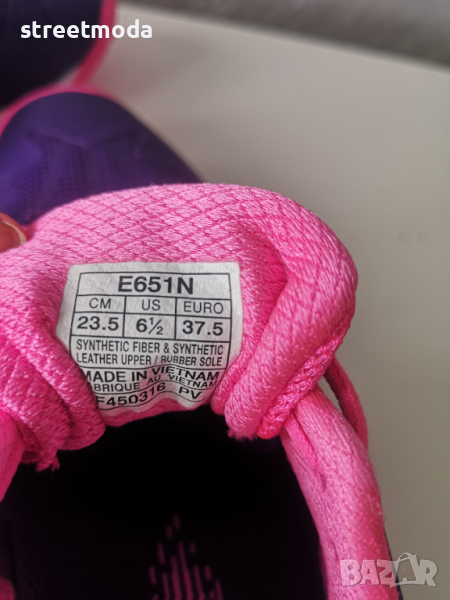 streetmoda
E651N
CM US EURO
23.5 6½ 37.5
SYNTHETIC FIBER & SYNTHETIC
LEATHER UPPER / RUBBER SOLE
MADE IN VIETNAM
FABRIQUE AU VIETNAM
F450316 PV
BAZAR